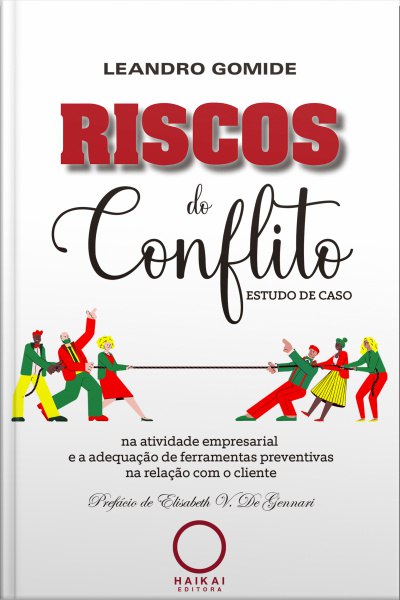 LEANDRO GOMIDE
RISCOS
do
Conflito
ESTUDO DE CASO
na atividade empresarial
e a adequação de ferramentas preventivas
na relação com o cliente
Prefácio de Elisabeth V. De Gennari
HAIKAI
EDITORA